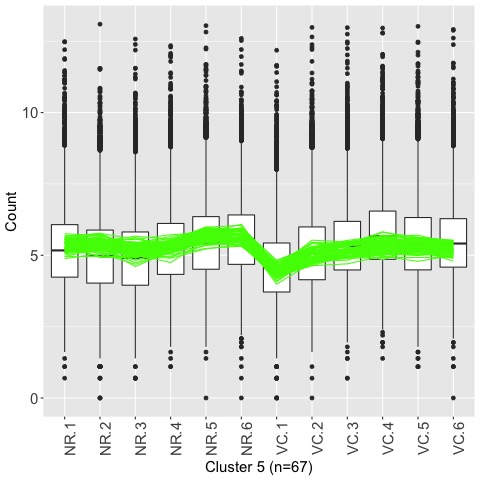 Count
10
5
0
NR.1
NR.2
NR.3
NR.4
NR.5
NR.6
VC.1
VC.2
VC.3
VC.4
VC.5
VC.6
Cluster 5 (n=67)